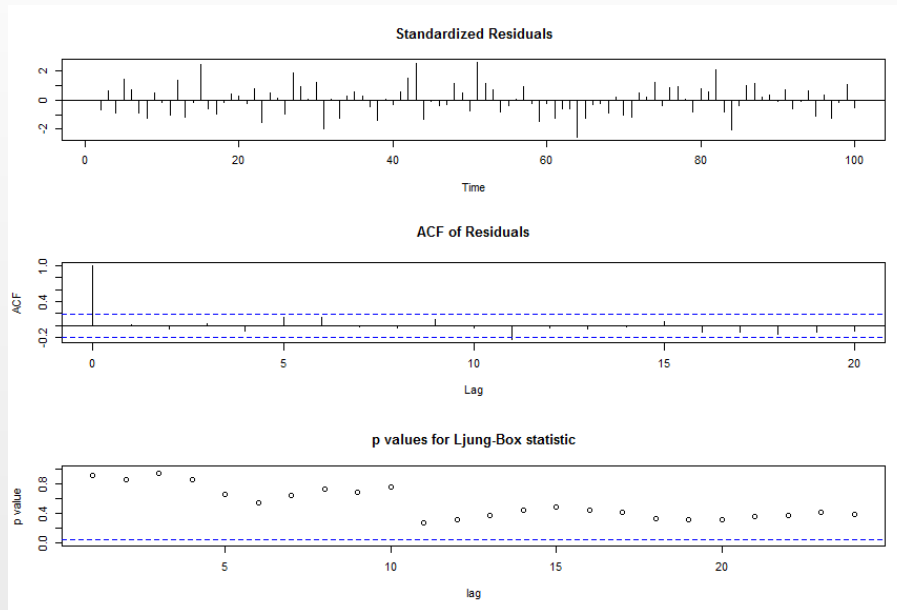 Standardized Residuals
2
0
-2
0 20 40 60 80 100
Time
ACF of Residuals
ACF
1.0
0.4
-0.2
0 5 10 15 20
Lag
p values for Ljung-Box statistic
p value
0.8
0.4
0.0
5 10 15 20
lag